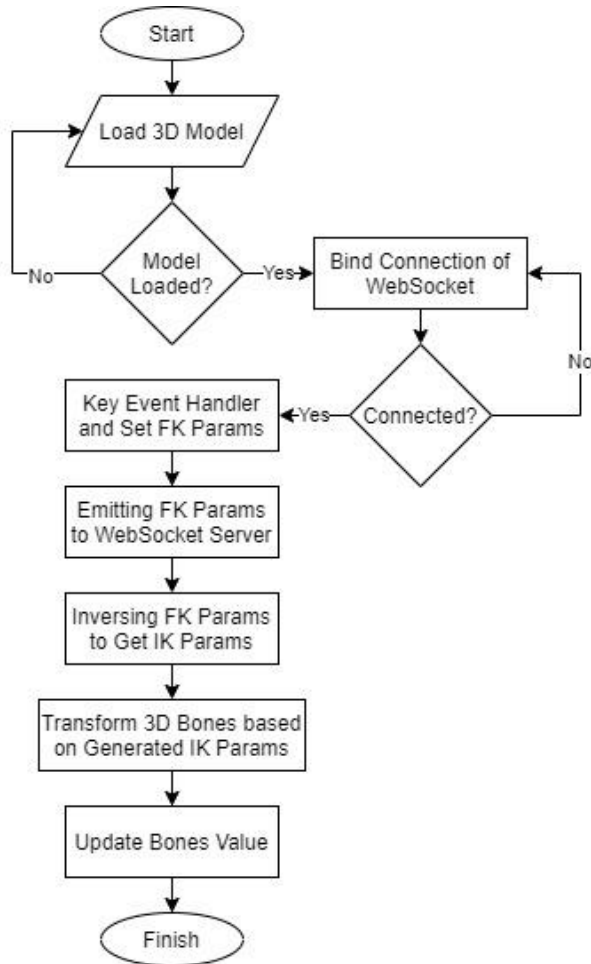 Start
Load 3D Model
Model
Loaded?
No
Yes
Bind Connection of
WebSocket
No
Connected?
Yes
Key Event Handler
and Set FK Params
Emitting FK Params
to WebSocket Server
Inversing FK Params
to Get IK Params
Transform 3D Bones based
on Generated IK Params
Update Bones Value
Finish